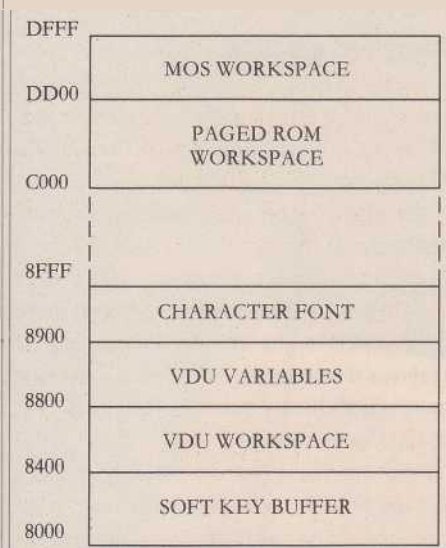 DFFF
MOS WORKSPACE
DD00
PAGED ROM
WORKSPACE
C000
8FFF
CHARACTER FONT
8900
VDU VARIABLES
8800
VDU WORKSPACE
8400
SOFT KEY BUFFER
8000